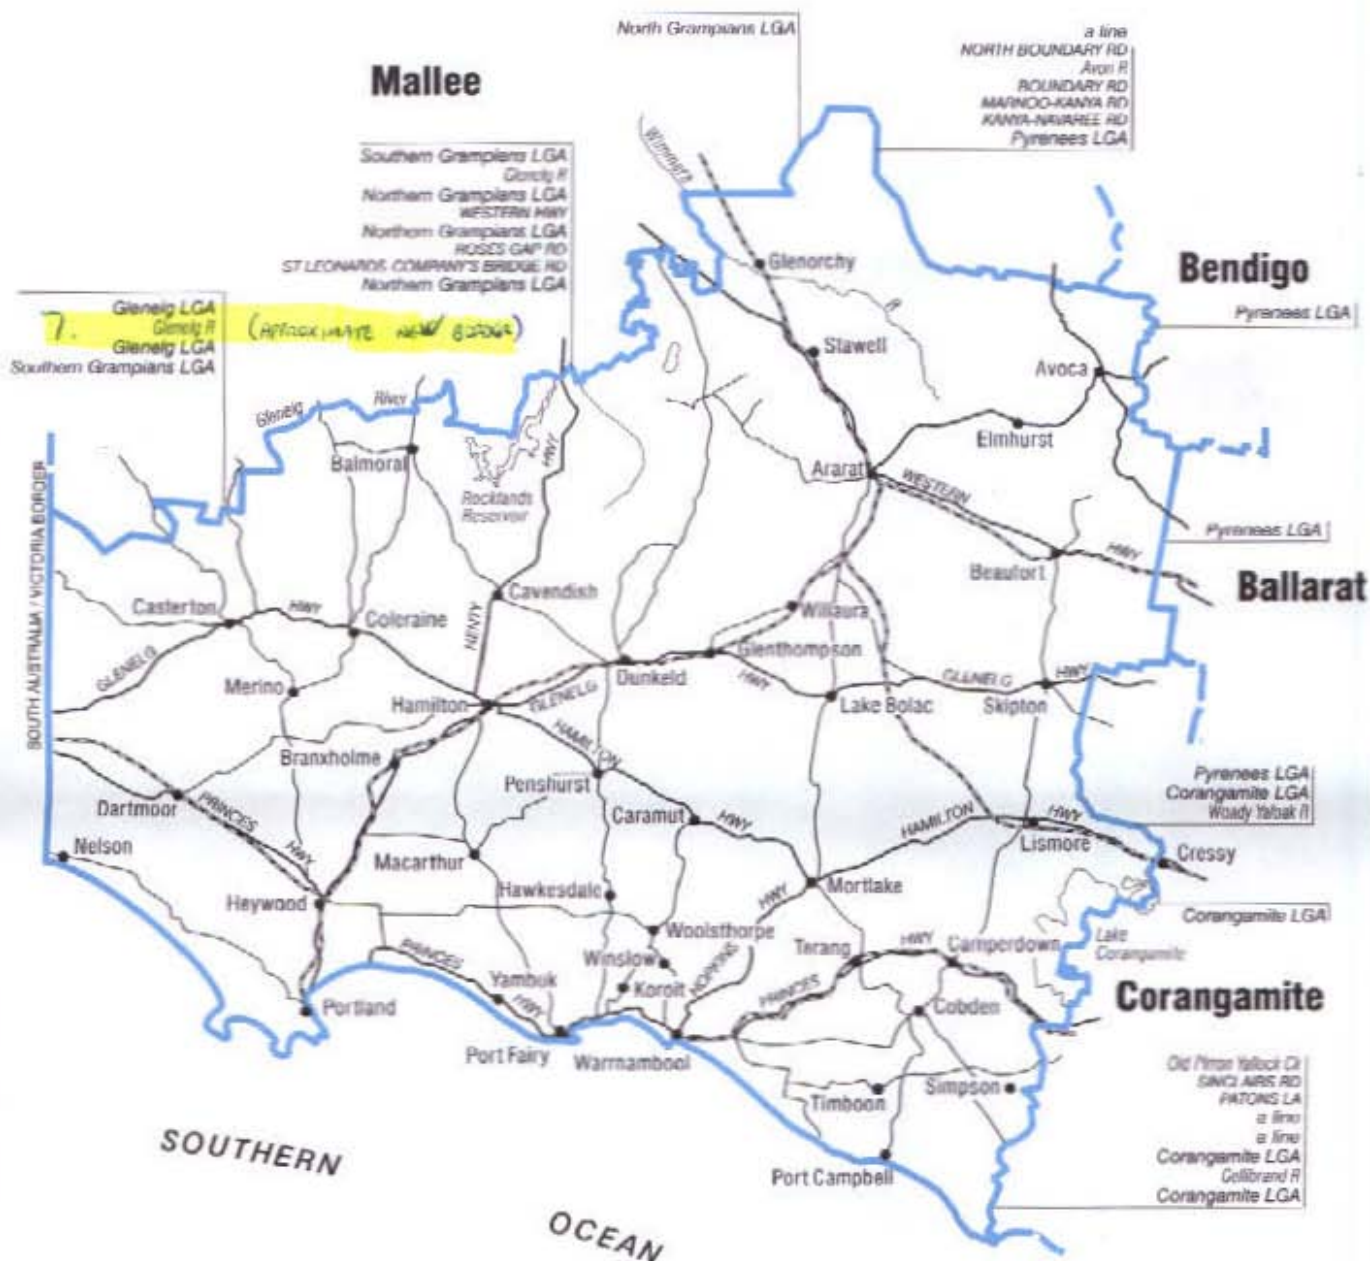 North Grampians LGA
a line
NORTH BOUNDARY RD
Avon R
BOUNDARY RD
MARNOO-KANYA RD
KANYA-NAVAREE RD
Pyrenees LGA
Mallee
Southern Grampians LGA
Glenelg R
Northern Grampians LGA
WESTERN HWY
Northern Grampians LGA
ROSES GAP RD
ST LEONARDS-COMPANY'S BRIDGE RD
Northern Grampians LGA
Wimmera
R
Glenorchy
Bendigo
Pyrenees LGA
Glenelg LGA
7. Glenelg R (APPROXIMATE NEW BORDER)
Glenelg LGA
Southern Grampians LGA
Stawell
Avoca
Glenelg River
Elmhurst
Balmoral
HWY
Ararat
WESTERN
HWY
Rocklands
Reservoir
Pyrenees LGA
Beaufort
Ballarat
SOUTH AUSTRALIA / VICTORIA BORDER
Casterton
HWY
Coleraine
Cavendish
Willaura
HENTY
GLENELG
Glenthompson
Merino
Dunkeld
HWY
GLENELG
HWY
Hamilton
GLENELG
Lake Bolac
Skipton
Branxholme
HAMILTON
Penshurst
Pyrenees LGA
Corangamite LGA
Woady Yaloak R
Dartmoor
PRINCES
HWY
Caramut
HWY
HAMILTON
HWY
Lismore
Cressy
Nelson
Macarthur
Hawkesdale
Mortlake
Heywood
HWY
Corangamite LGA
Woolsthorpe
Terang
HWY
Camperdown
Lake
Corangamite
PRINCES
Winslow
HOPKINS
Yambuk
HWY
Koroit
PRINCES
Cobden
Corangamite
Portland
Port Fairy
Warrnambool
Timboon
Simpson
Old Pirron Yallock Ck
SINCLAIRS RD
PATONS LA
a line
a line
Corangamite LGA
Gellibrand R
Corangamite LGA
Port Campbell
SOUTHERN
OCEAN